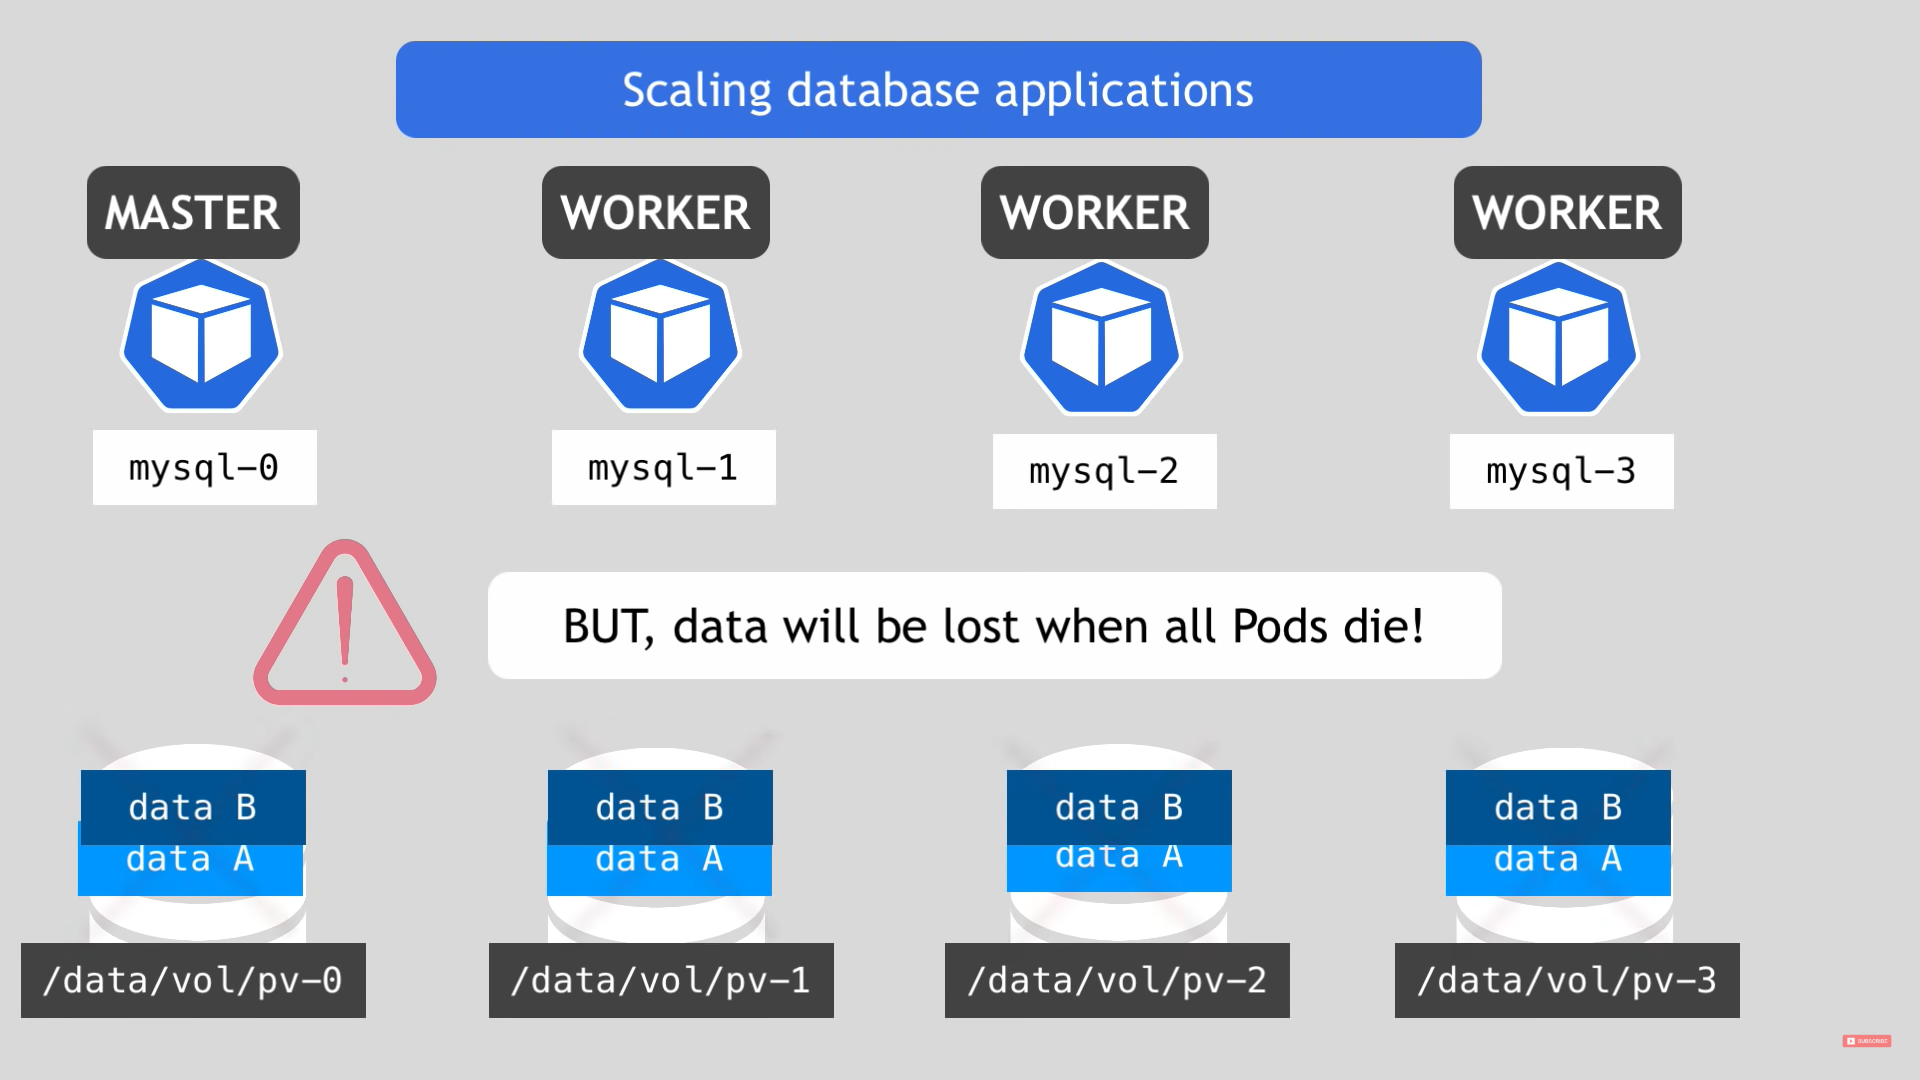 Scaling database applications
MASTER
WORKER
WORKER
WORKER
mysql-0
mysql-1
mysql-2
mysql-3
BUT, data will be lost when all Pods die!
data B
data B
data B
data B
data A
data A
data A
data A
/data/vol/pv-0
/data/vol/pv-1
/data/vol/pv-2
/data/vol/pv-3
SUBSCRIBE